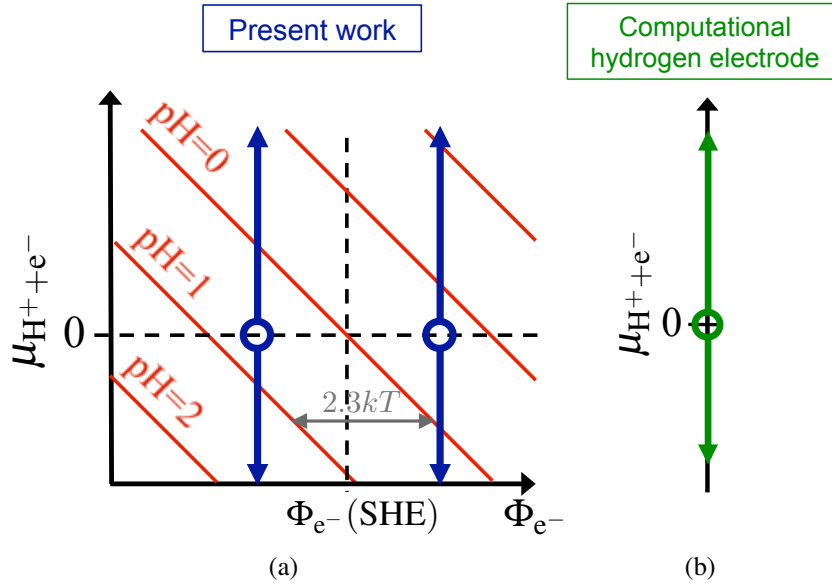 Present work
Computational
hydrogen electrode
pH=0
pH=1
pH=2
μH⁺+e⁻
0
2.3kT
Φe⁻(SHE)
Φe⁻
μH⁺+e⁻
0
(a)
(b)